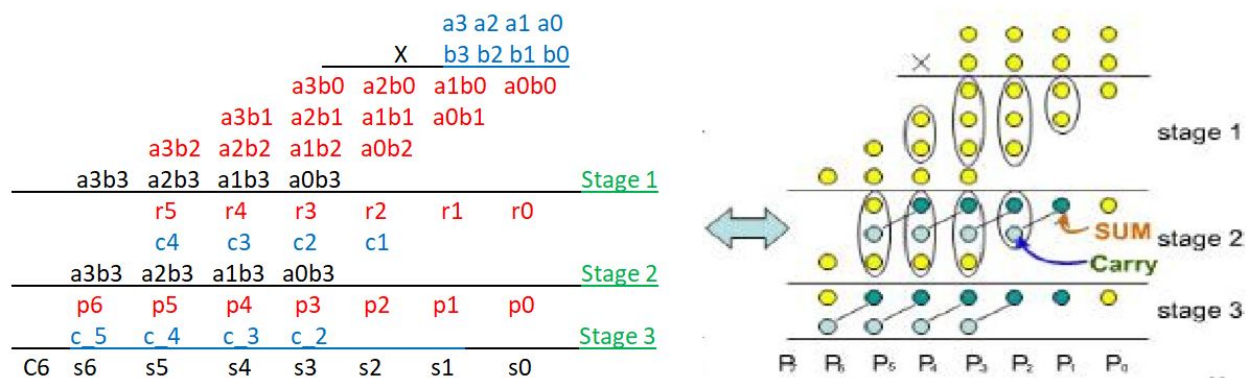 a3 a2 a1 a0
X b3 b2 b1 b0
a3b0 a2b0 a1b0 a0b0
a3b1 a2b1 a1b1 a0b1
a3b2 a2b2 a1b2 a0b2
a3b3 a2b3 a1b3 a0b3 Stage 1
r5 r4 r3 r2 r1 r0
c4 c3 c2 c1
a3b3 a2b3 a1b3 a0b3 Stage 2
p6 p5 p4 p3 p2 p1 p0
c_5 c_4 c_3 c_2 Stage 3
C6 s6 s5 s4 s3 s2 s1 s0
×
stage 1
SUM
stage 2
Carry
stage 3
P₇ P₆ P₅ P₄ P₃ P₂ P₁ P₀